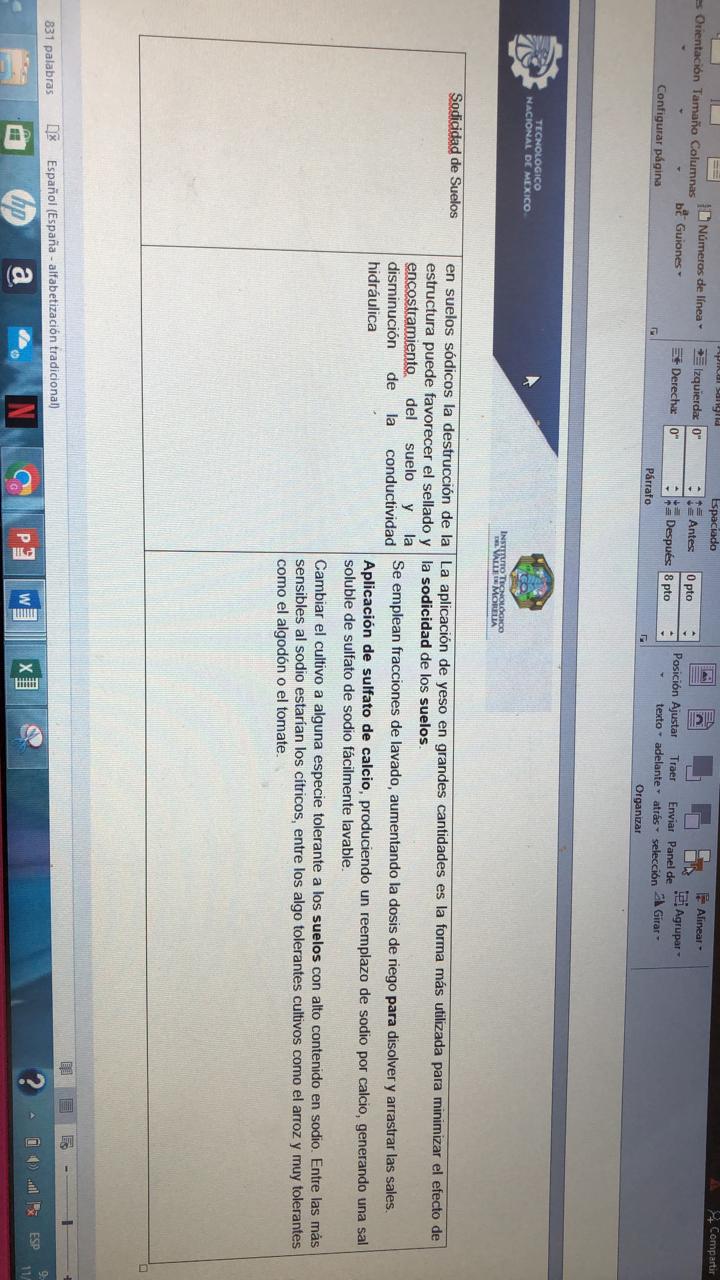 Orientación Tamaño Columnas
Números de línea
Guiones
Configurar página
Izquierda: 0"
Derecha: 0"
Espaciado
Antes: 0 pto
Después: 8 pto
Párrafo
Posición Ajustar texto Traer adelante Enviar atrás Panel de selección
Alinear
Agrupar
Girar
Organizar
Compartir
TECNOLÓGICO
NACIONAL DE MÉXICO
INSTITUTO TECNOLÓGICO
DEL VALLE DE MORELIA
Sodicidad de Suelos
en suelos sódicos la destrucción de la
estructura puede favorecer el sellado y
encostramiento del suelo y la
disminución de la conductividad
hidráulica
La aplicación de yeso en grandes cantidades es la forma más utilizada para minimizar el efecto de
la sodicidad de los suelos.
Se emplean fracciones de lavado, aumentando la dosis de riego para disolver y arrastrar las sales.
Aplicación de sulfato de calcio, produciendo un reemplazo de sodio por calcio, generando una sal
soluble de sulfato de sodio fácilmente lavable.
Cambiar el cultivo a alguna especie tolerante a los suelos con alto contenido en sodio. Entre las más
sensibles al sodio estarían los cítricos, entre los algo tolerantes cultivos como el arroz y muy tolerantes
como el algodón o el tomate.
831 palabras
Español (España - alfabetización tradicional)
hp
a
N
P
W
X
?
ESP